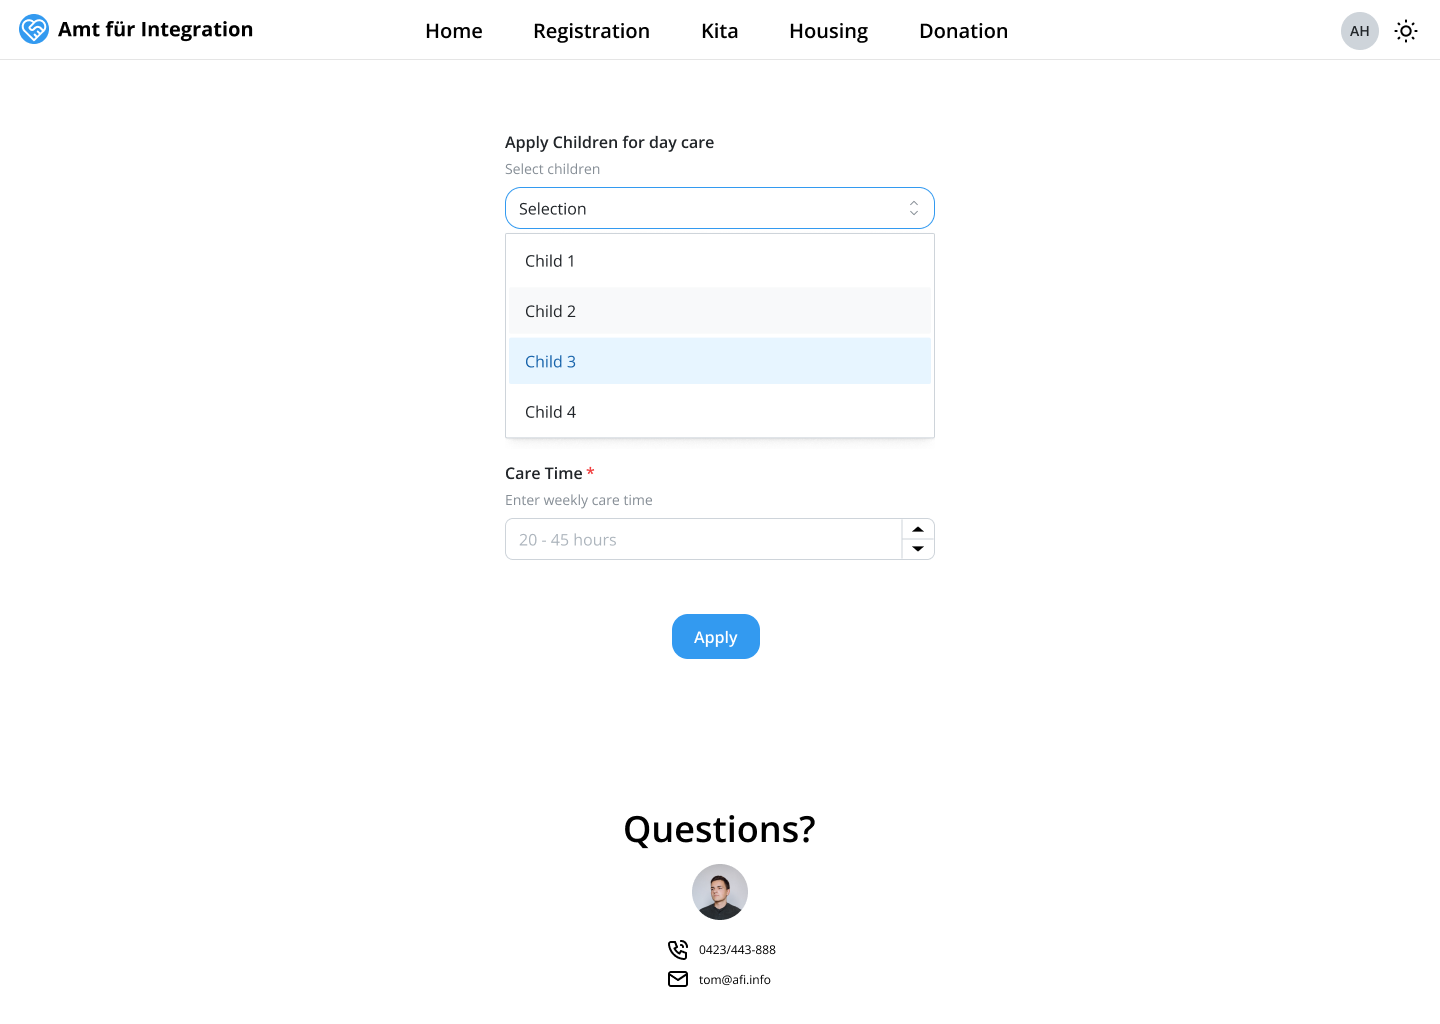 Amt für Integration
Home Registration Kita Housing Donation
AH
Apply Children for day care
Select children
Selection
Child 1
Child 2
Child 3
Child 4
Care Time *
Enter weekly care time
20 - 45 hours
Apply
Questions?
0423/443-888
tom@afi.info